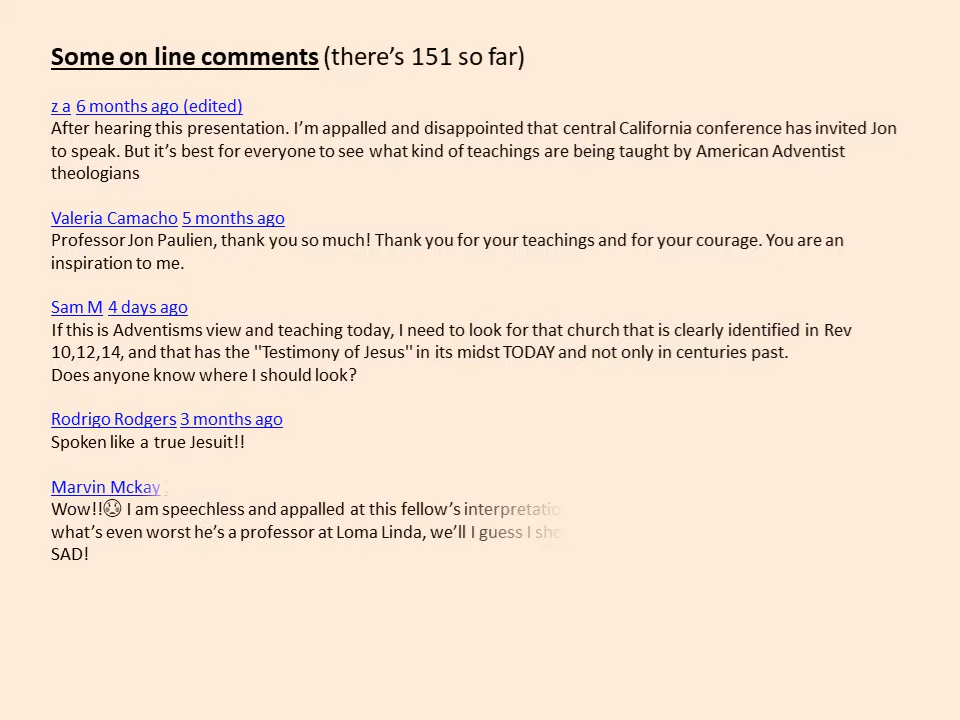 Some on line comments (there's 151 so far)
z a 6 months ago (edited)
After hearing this presentation. I'm appalled and disappointed that central California conference has invited Jon
to speak. But it's best for everyone to see what kind of teachings are being taught by American Adventist
theologians
Valeria Camacho 5 months ago
Professor Jon Paulien, thank you so much! Thank you for your teachings and for your courage. You are an
inspiration to me.
Sam M 4 days ago
If this is Adventisms view and teaching today, I need to look for that church that is clearly identified in Rev
10,12,14, and that has the "Testimony of Jesus" in its midst TODAY and not only in centuries past.
Does anyone know where I should look?
Rodrigo Rodgers 3 months ago
Spoken like a true Jesuit!!
Marvin Mckay
Wow!!😢 I am speechless and appalled at this fellow's
what's even worst he's a professor at Loma Linda, we'll I guess I
SAD!